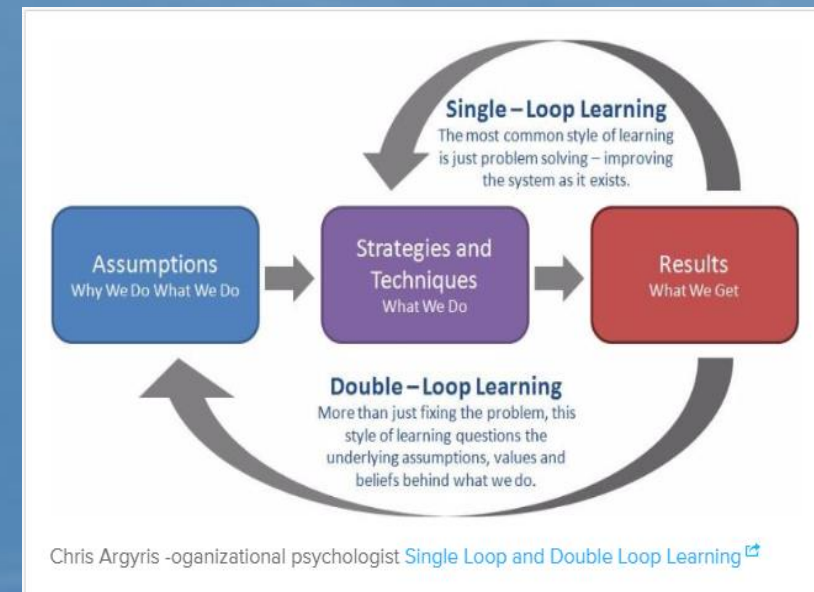 Single – Loop Learning
The most common style of learning
is just problem solving – improving
the system as it exists.
Assumptions
Why We Do What We Do
Strategies and
Techniques
What We Do
Results
What We Get
Double – Loop Learning
More than just fixing the problem, this
style of learning questions the
underlying assumptions, values and
beliefs behind what we do.
Chris Argyris -oganizational psychologist Single Loop and Double Loop Learning